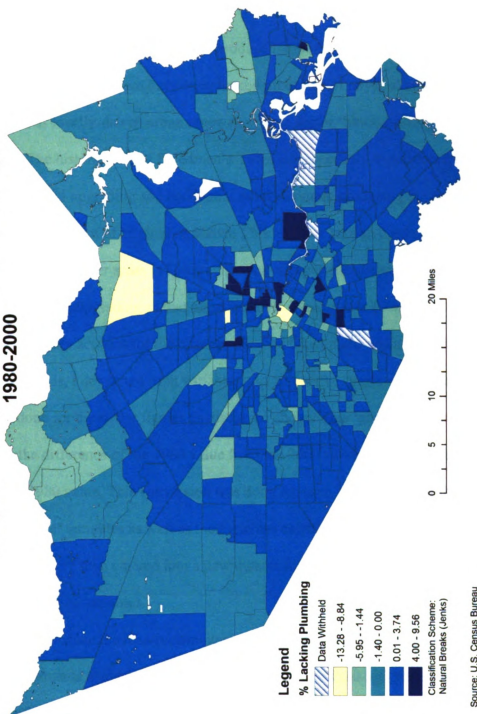 1980-2000
Legend
% Lacking Plumbing
Data Withheld
-13.28 - -8.84
-5.95 - -1.44
-1.40 - 0.00
0.01 - 3.74
4.00 - 9.56
Classification Scheme:
Natural Breaks (Jenks)
Source: U.S. Census Bureau
0 5 10 20 Miles